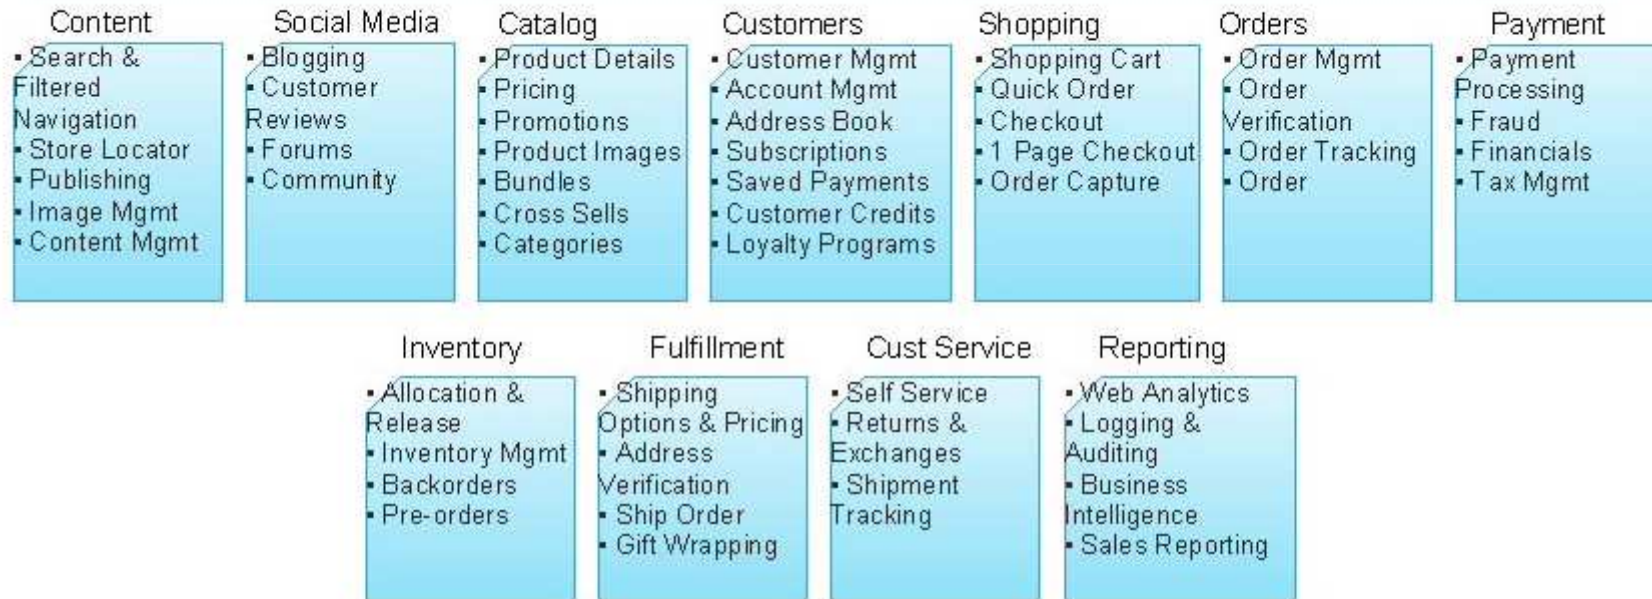 Content
▪ Search &
Filtered
Navigation
▪ Store Locator
▪ Publishing
▪ Image Mgmt
▪ Content Mgmt
Social Media
▪ Blogging
▪ Customer
Reviews
▪ Forums
▪ Community
Catalog
▪ Product Details
▪ Pricing
▪ Promotions
▪ Product Images
▪ Bundles
▪ Cross Sells
▪ Categories
Customers
▪ Customer Mgmt
▪ Account Mgmt
▪ Address Book
▪ Subscriptions
▪ Saved Payments
▪ Customer Credits
▪ Loyalty Programs
Shopping
▪ Shopping Cart
▪ Quick Order
▪ Checkout
▪ 1 Page Checkout
▪ Order Capture
Orders
▪ Order Mgmt
▪ Order
Verification
▪ Order Tracking
▪ Order
Payment
▪ Payment
Processing
▪ Fraud
▪ Financials
▪ Tax Mgmt
Inventory
▪ Allocation &
Release
▪ Inventory Mgmt
▪ Backorders
▪ Pre-orders
Fulfillment
▪ Shipping
Options & Pricing
▪ Address
Verification
▪ Ship Order
▪ Gift Wrapping
Cust Service
▪ Self Service
▪ Returns &
Exchanges
▪ Shipment
Tracking
Reporting
▪ Web Analytics
▪ Logging &
Auditing
▪ Business
Intelligence
▪ Sales Reporting